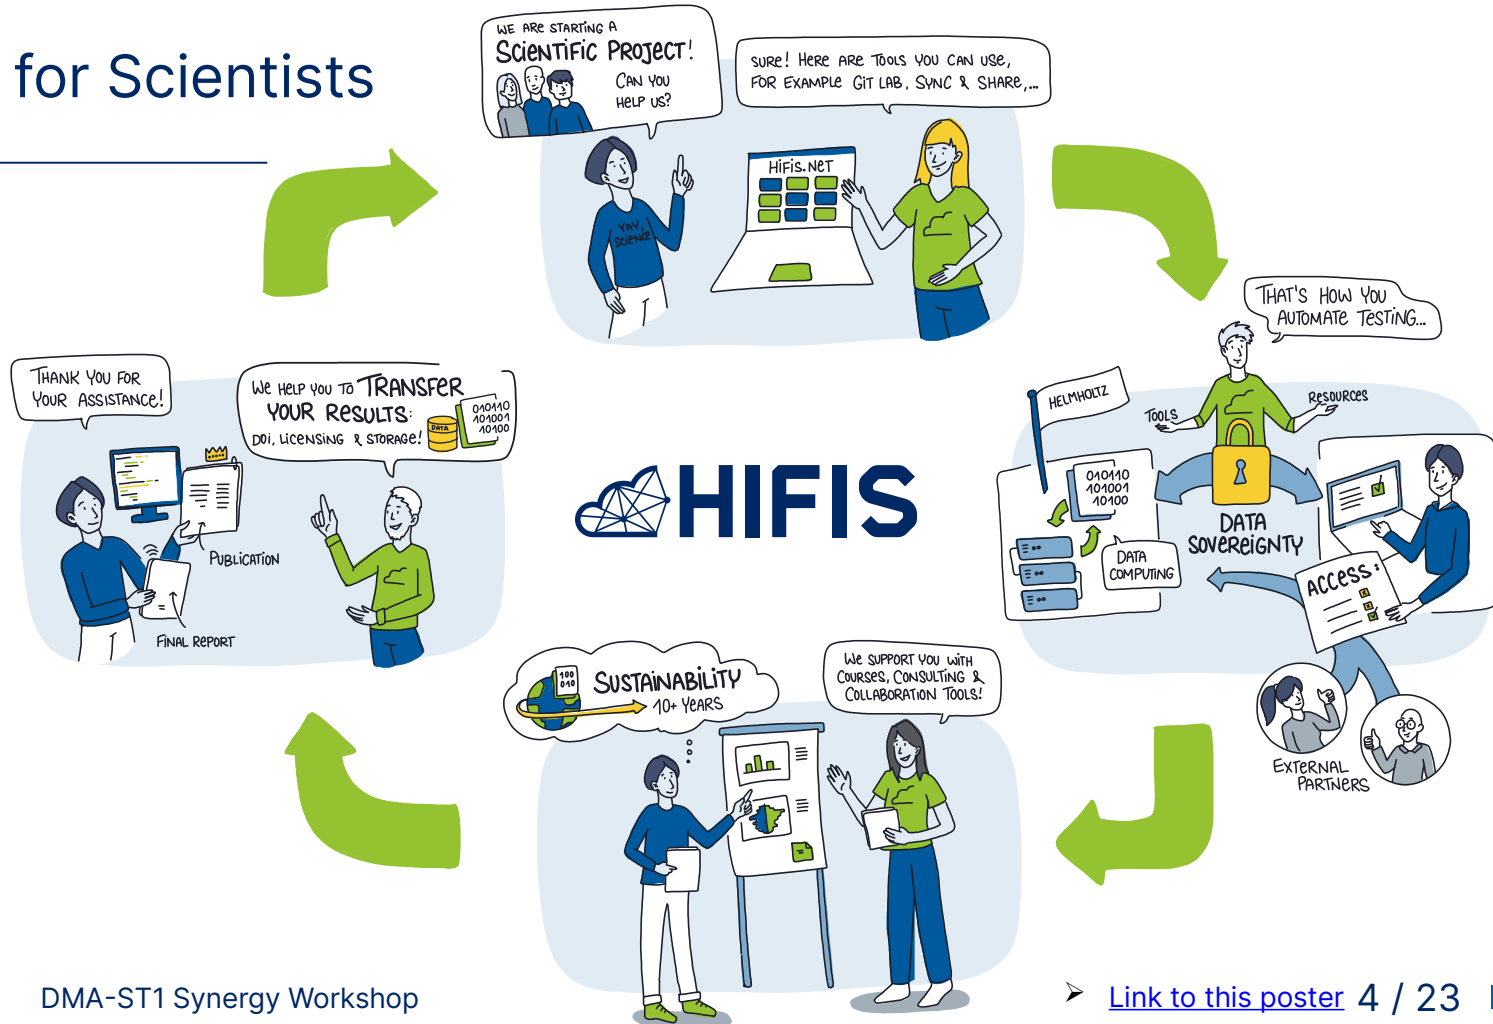 for Scientists
WE ARE STARTING A
SCIENTIFIC PROJECT!
CAN YOU
HELP US?
SURE! HERE ARE TOOLS YOU CAN USE,
FOR EXAMPLE GIT LAB, SYNC & SHARE,...
HIFIS.NET
YAY,
SCIENCE
THAT'S HOW YOU
AUTOMATE TESTING...
TOOLS
RESOURCES
HELMHOLTZ
010110
101001
10100
DATA
COMPUTING
DATA
SOVEREIGNTY
ACCESS:
EXTERNAL
PARTNERS
THANK YOU FOR
YOUR ASSISTANCE!
WE HELP YOU TO TRANSFER
YOUR RESULTS:
DOI, LICENSING & STORAGE!
DATA
010110
101001
10100
PUBLICATION
FINAL REPORT
HIFIS
SUSTAINABILITY
10+ YEARS
100
010
WE SUPPORT YOU WITH
COURSES, CONSULTING &
COLLABORATION TOOLS!
DMA-ST1 Synergy Workshop
➢ Link to this poster 4 / 23